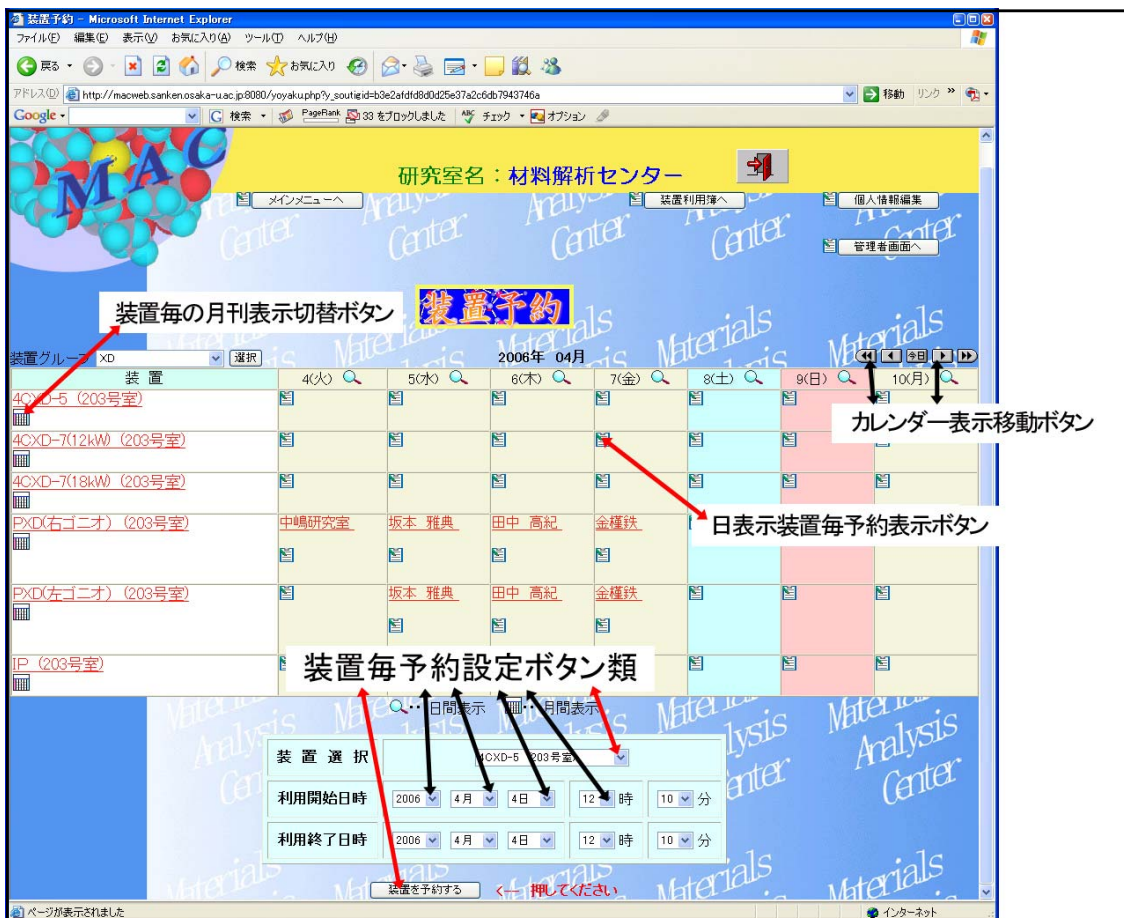 装置予約 - Microsoft Internet Explorer
ファイル(F) 編集(E) 表示(V) お気に入り(A) ツール(T) ヘルプ(H)
戻る 検索 お気に入り
アドレス(D) http://macweb.sanken.osaka-u.ac.jp:8080/yoyaku.php?y_soutigid=b3e2afdfd8d0d25e37a2c6db7943746a 移動 リンク »
Google 検索 PageRank 33 をブロックしました ABC チェック オプション
MAC
研究室名：材料解析センター
メインメニューへ 装置利用簿へ 個人情報編集
管理者画面へ
装置予約
装置毎の月刊表示切替ボタン
装置グループ XD 選択 2006年 04月 今日
装 置 4(火) 5(水) 6(木) 7(金) 8(土) 9(日) 10(月)
4CXD-5 (203号室)
カレンダー表示移動ボタン
4CXD-7(12kW) (203号室)
4CXD-7(18kW) (203号室)
PXD(右ゴニオ) (203号室) 中嶋研究室 坂本 雅典 田中 高紀 金槿鉄
日表示装置毎予約表示ボタン
PXD(左ゴニオ) (203号室) 坂本 雅典 田中 高紀 金槿鉄
IP (203号室)
装置毎予約設定ボタン類
‥日間表示 ‥月間表示
装 置 選 択 4CXD-5 (203号室)
利用開始日時 2006 4月 4日 12 時 10 分
利用終了日時 2006 4月 4日 12 時 10 分
装置を予約する <― 押してください
Materials Analysis Center
ページが表示されました インターネット